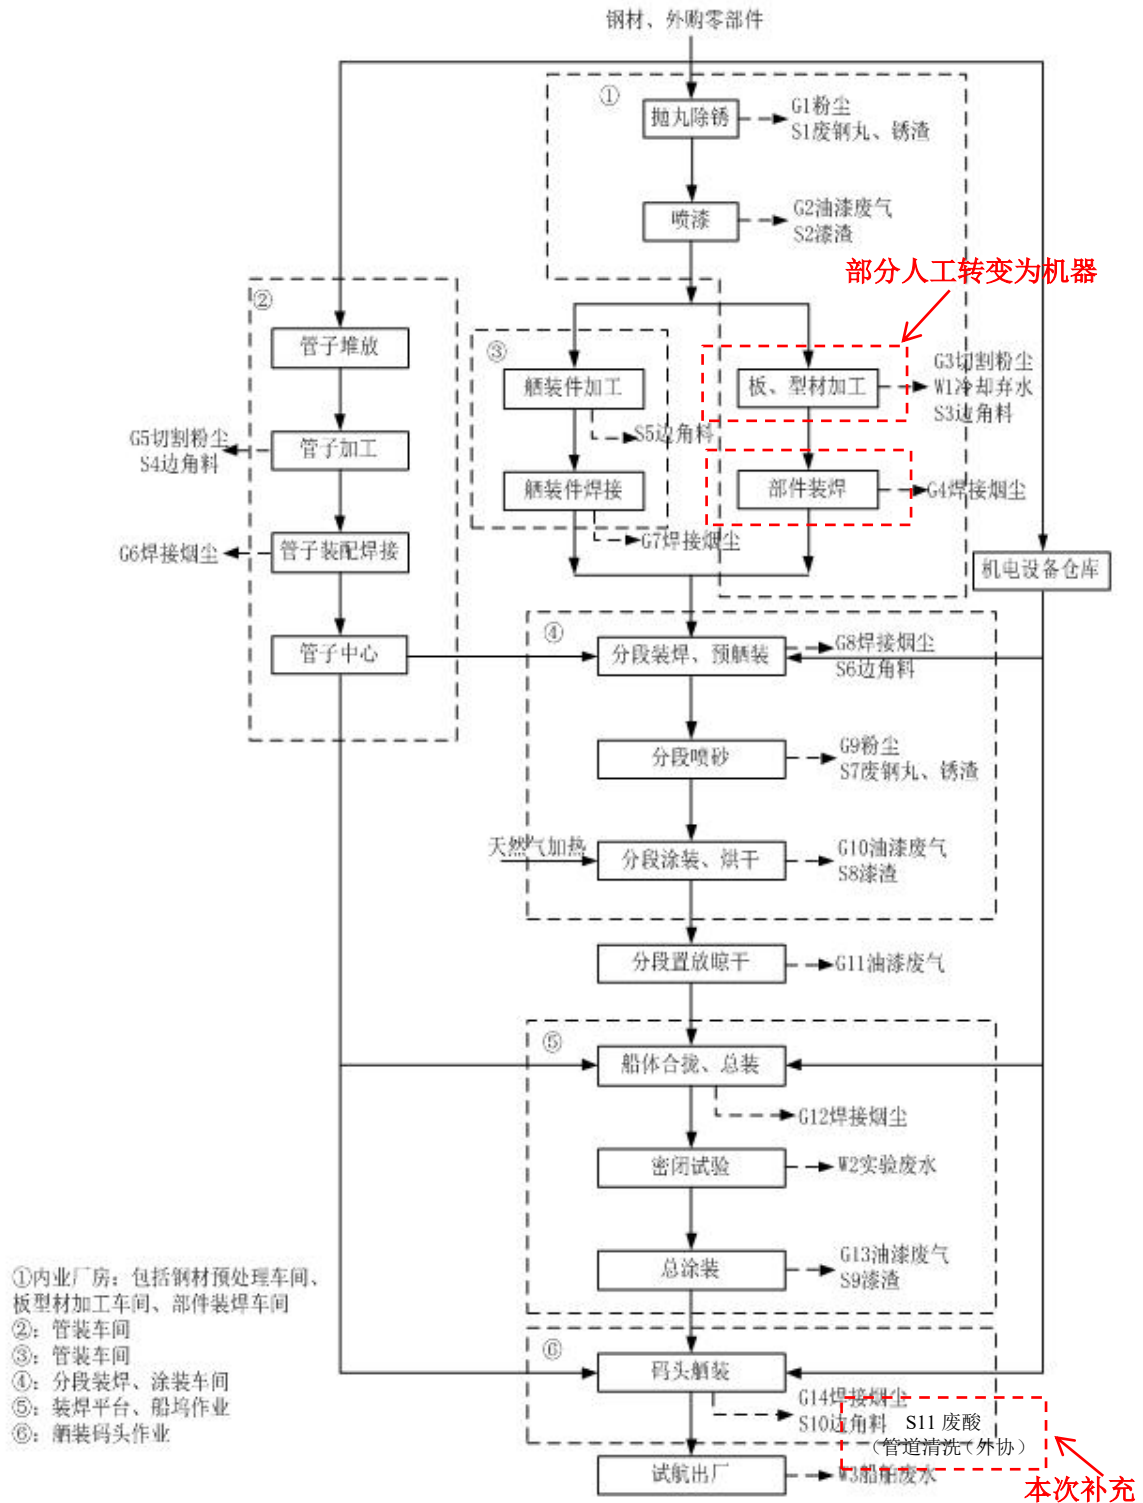 钢材、外购零部件
①
抛丸除锈
G1粉尘
S1废钢丸、锈渣
喷漆
G2油漆废气
S2漆渣
部分人工转变为机器
②
管子堆放
③
舾装件加工
板、型材加工
G3切割粉尘
W1冷却弃水
S3边角料
G5切割粉尘
S4边角料
管子加工
S5边角料
舾装件焊接
部件装焊
G4焊接烟尘
G6焊接烟尘
管子装配焊接
G7焊接烟尘
机电设备仓库
④
管子中心
分段装焊、预舾装
G8焊接烟尘
S6边角料
分段喷砂
G9粉尘
S7废钢丸、锈渣
天然气加热
分段涂装、烘干
G10油漆废气
S8漆渣
分段置放晾干
G11油漆废气
⑤
船体合拢、总装
G12焊接烟尘
密闭试验
W2实验废水
总涂装
G13油漆废气
S9漆渣
①内业厂房：包括钢材预处理车间、
板型材加工车间、部件装焊车间
②：管装车间
③：管装车间
④：分段装焊、涂装车间
⑤：装焊平台、船坞作业
⑥：舾装码头作业
⑥
码头舾装
G14焊接烟尘
S10边角料
S11 废酸
（管道清洗（外协）
试航出厂
W3船舶废水
本次补充